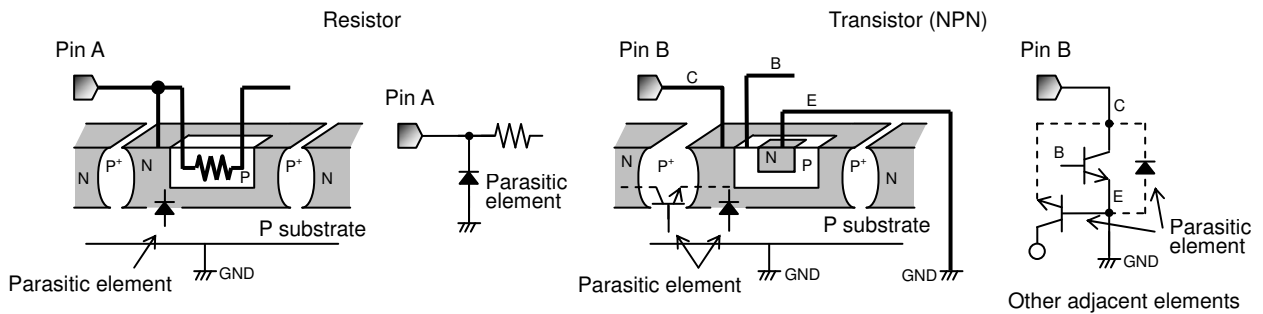 Resistor
Transistor (NPN)
Pin A
Pin A
Pin B
Pin B
C
B
E
C
B
E
N
P+
N
P
P+
N
N
P+
N
P
P+
N
Parasitic
element
P substrate
P substrate
Parasitic
element
GND
GND
GND
GND
Parasitic element
Parasitic element
Other adjacent elements